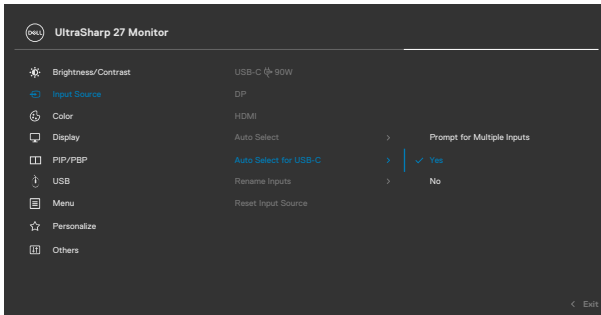 DELL
UltraSharp 27 Monitor
Brightness/Contrast
Input Source
Color
Display
PIP/PBP
USB
Menu
Personalize
Others
USB-C 90W
DP
HDMI
Auto Select
Auto Select for USB-C
Rename Inputs
Reset Input Source
Prompt for Multiple Inputs
Yes
No
Exit